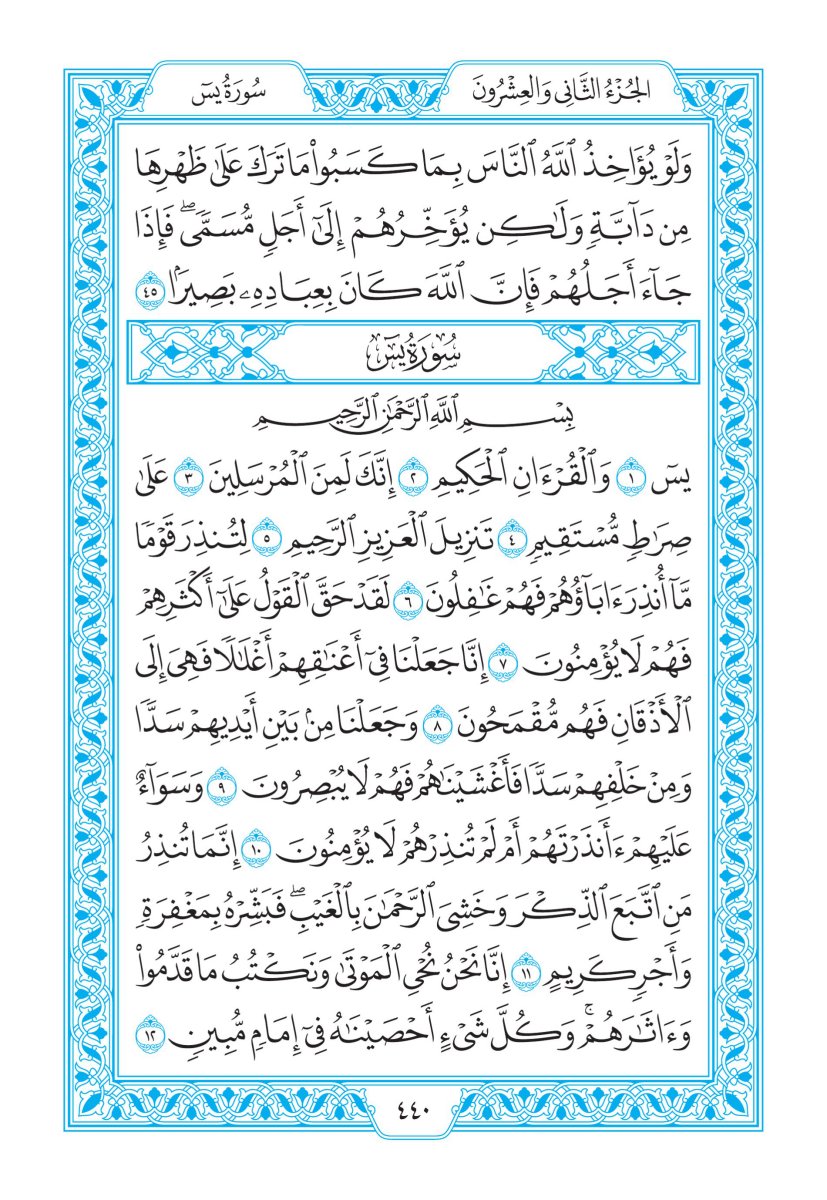 الجُزْءُ الثَّانِي وَالعِشْرُونَ
سُورَةُ يسٓ
وَلَوْ يُؤَاخِذُ ٱللَّهُ ٱلنَّاسَ بِمَا كَسَبُوا۟ مَا تَرَكَ عَلَىٰ ظَهْرِهَا
مِن دَآبَّةٍ وَلَٰكِن يُؤَخِّرُهُمْ إِلَىٰٓ أَجَلٍ مُّسَمًّى ۖ فَإِذَا
جَآءَ أَجَلُهُمْ فَإِنَّ ٱللَّهَ كَانَ بِعِبَادِهِۦ بَصِيرًۢا ٤٥
سُورَةُ يسٓ
بِسْمِ ٱللَّهِ ٱلرَّحْمَٰنِ ٱلرَّحِيمِ
يسٓ ١ وَٱلْقُرْءَانِ ٱلْحَكِيمِ ٢ إِنَّكَ لَمِنَ ٱلْمُرْسَلِينَ ٣ عَلَىٰ
صِرَٰطٍ مُّسْتَقِيمٍ ٤ تَنزِيلَ ٱلْعَزِيزِ ٱلرَّحِيمِ ٥ لِتُنذِرَ قَوْمًا
مَّآ أُنذِرَ ءَابَآؤُهُمْ فَهُمْ غَٰفِلُونَ ٦ لَقَدْ حَقَّ ٱلْقَوْلُ عَلَىٰٓ أَكْثَرِهِمْ
فَهُمْ لَا يُؤْمِنُونَ ٧ إِنَّا جَعَلْنَا فِىٓ أَعْنَٰقِهِمْ أَغْلَٰلًا فَهِىَ إِلَى
ٱلْأَذْقَانِ فَهُم مُّقْمَحُونَ ٨ وَجَعَلْنَا مِنۢ بَيْنِ أَيْدِيهِمْ سَدًّا
وَمِنْ خَلْفِهِمْ سَدًّا فَأَغْشَيْنَٰهُمْ فَهُمْ لَا يُبْصِرُونَ ٩ وَسَوَآءٌ
عَلَيْهِمْ ءَأَنذَرْتَهُمْ أَمْ لَمْ تُنذِرْهُمْ لَا يُؤْمِنُونَ ١٠ إِنَّمَا تُنذِرُ
مَنِ ٱتَّبَعَ ٱلذِّكْرَ وَخَشِىَ ٱلرَّحْمَٰنَ بِٱلْغَيْبِ ۖ فَبَشِّرْهُ بِمَغْفِرَةٍ
وَأَجْرٍ كَرِيمٍ ١١ إِنَّا نَحْنُ نُحْىِ ٱلْمَوْتَىٰ وَنَكْتُبُ مَا قَدَّمُوا۟
وَءَاثَٰرَهُمْ ۚ وَكُلَّ شَىْءٍ أَحْصَيْنَٰهُ فِىٓ إِمَامٍ مُّبِينٍ ١٢
٤٤٠